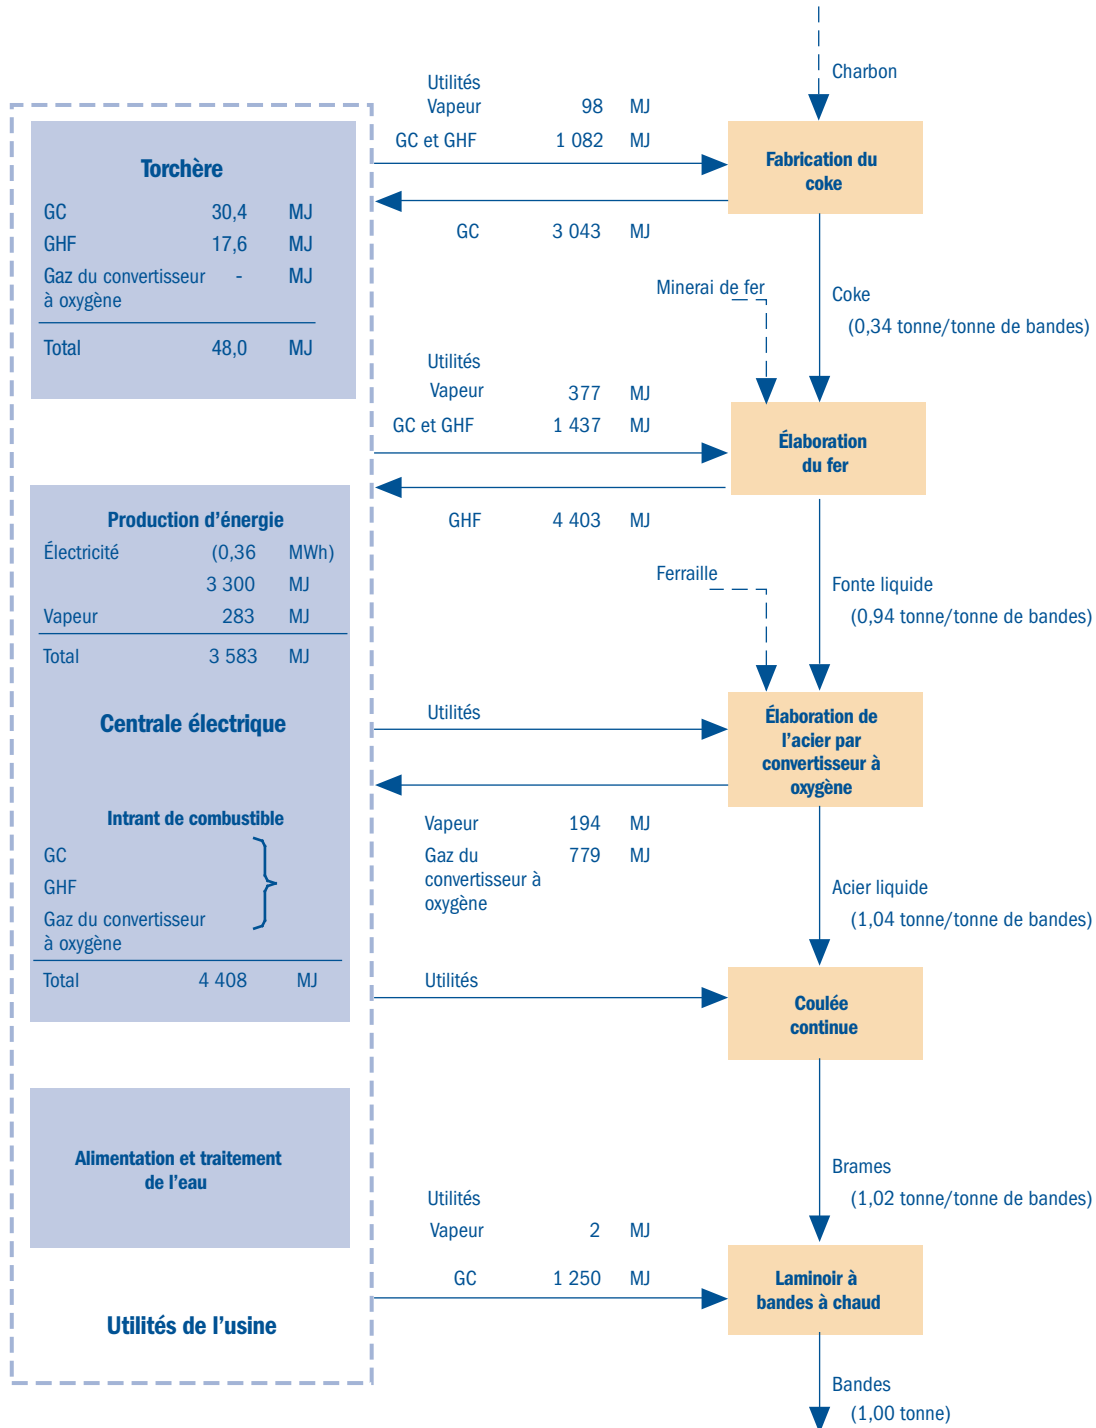 Charbon
Utilités
Vapeur 98 MJ
GC et GHF 1 082 MJ
Fabrication du
coke
GC 3 043 MJ
Torchère
GC 30,4 MJ
GHF 17,6 MJ
Gaz du convertisseur - MJ
à oxygène
Total 48,0 MJ
Minerai de fer
Coke
(0,34 tonne/tonne de bandes)
Utilités
Vapeur 377 MJ
GC et GHF 1 437 MJ
Élaboration
du fer
GHF 4 403 MJ
Production d’énergie
Électricité (0,36 MWh)
3 300 MJ
Vapeur 283 MJ
Total 3 583 MJ
Ferraille
Fonte liquide
(0,94 tonne/tonne de bandes)
Centrale électrique
Utilités
Élaboration de
l’acier par
convertisseur à
oxygène
Intrant de combustible
GC
GHF
Gaz du convertisseur
à oxygène
Total 4 408 MJ
Vapeur 194 MJ
Gaz du 779 MJ
convertisseur à
oxygène
Acier liquide
(1,04 tonne/tonne de bandes)
Utilités
Coulée
continue
Alimentation et traitement
de l’eau
Brames
(1,02 tonne/tonne de bandes)
Utilités
Vapeur 2 MJ
GC 1 250 MJ
Laminoir à
bandes à chaud
Utilités de l’usine
Bandes
(1,00 tonne)